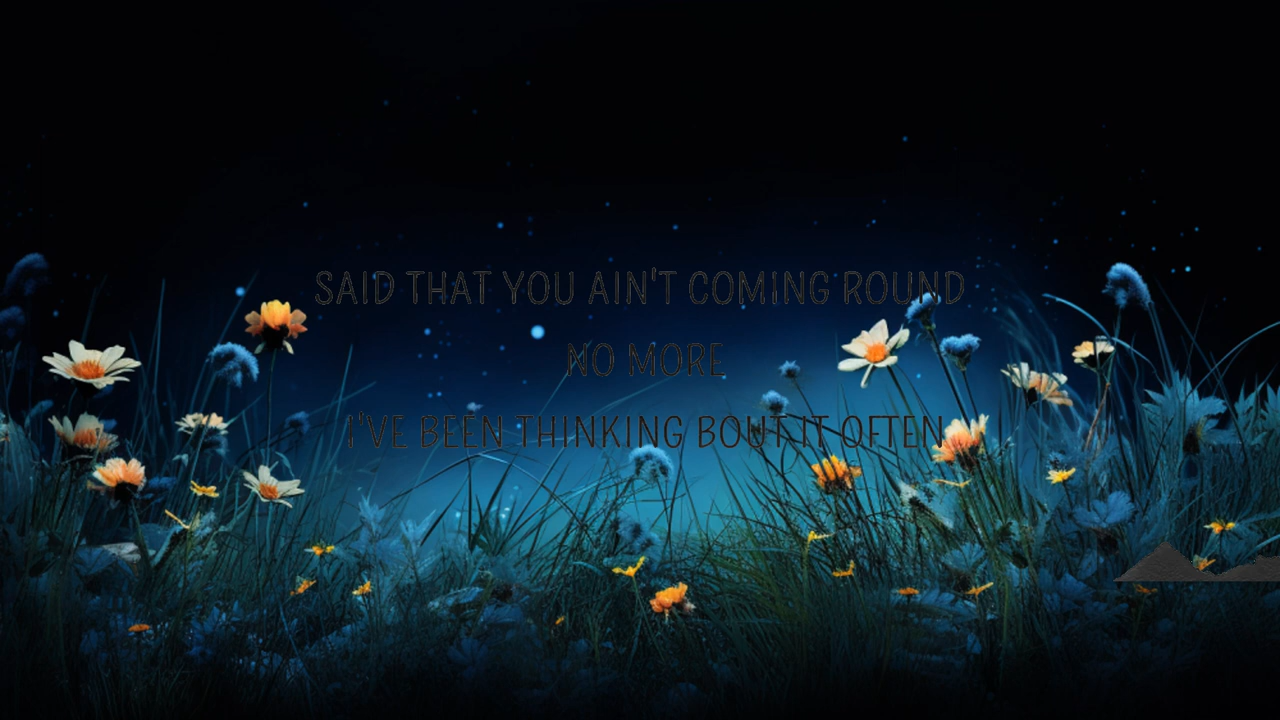 SAID THAT YOU AIN'T COMING ROUND
NO MORE
I'VE BEEN THINKING BOUT IT OFTEN